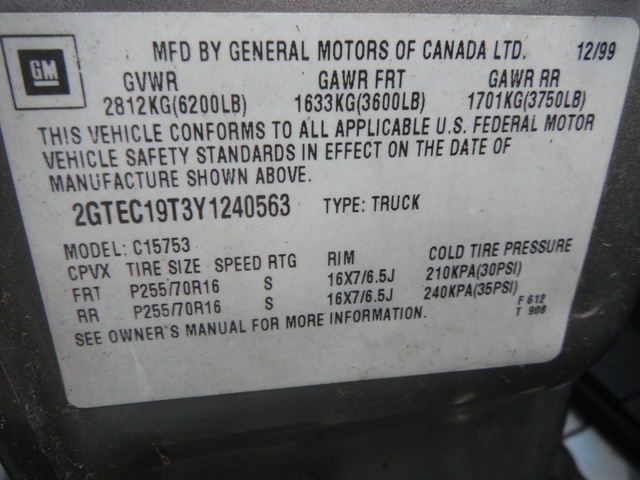 GM
MFD BY GENERAL MOTORS OF CANADA LTD. 12/99
GVWR GAWR FRT GAWR RR
2812KG(6200LB) 1633KG(3600LB) 1701KG(3750LB)
THIS VEHICLE CONFORMS TO ALL APPLICABLE U.S. FEDERAL MOTOR
VEHICLE SAFETY STANDARDS IN EFFECT ON THE DATE OF
MANUFACTURE SHOWN ABOVE.
2GTEC19T3Y1240563 TYPE: TRUCK
MODEL: C15753
CPVX TIRE SIZE SPEED RTG RIM COLD TIRE PRESSURE
FRT P255/70R16 S 16X7/6.5J 210KPA(30PSI)
RR P255/70R16 S 16X7/6.5J 240KPA(35PSI)
SEE OWNER'S MANUAL FOR MORE INFORMATION.
F 612
T 908